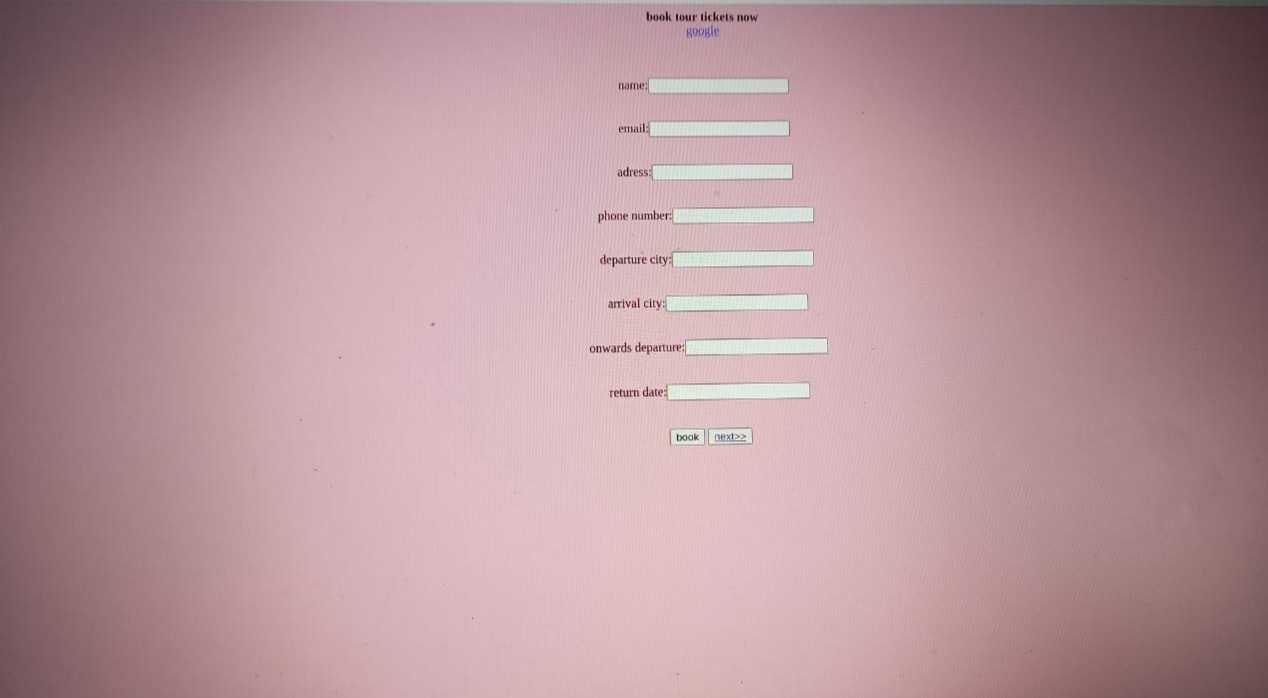 book tour tickets now
google
name:
email:
adress:
phone number:
departure city:
arrival city:
onwards departure:
return date:
book next>>